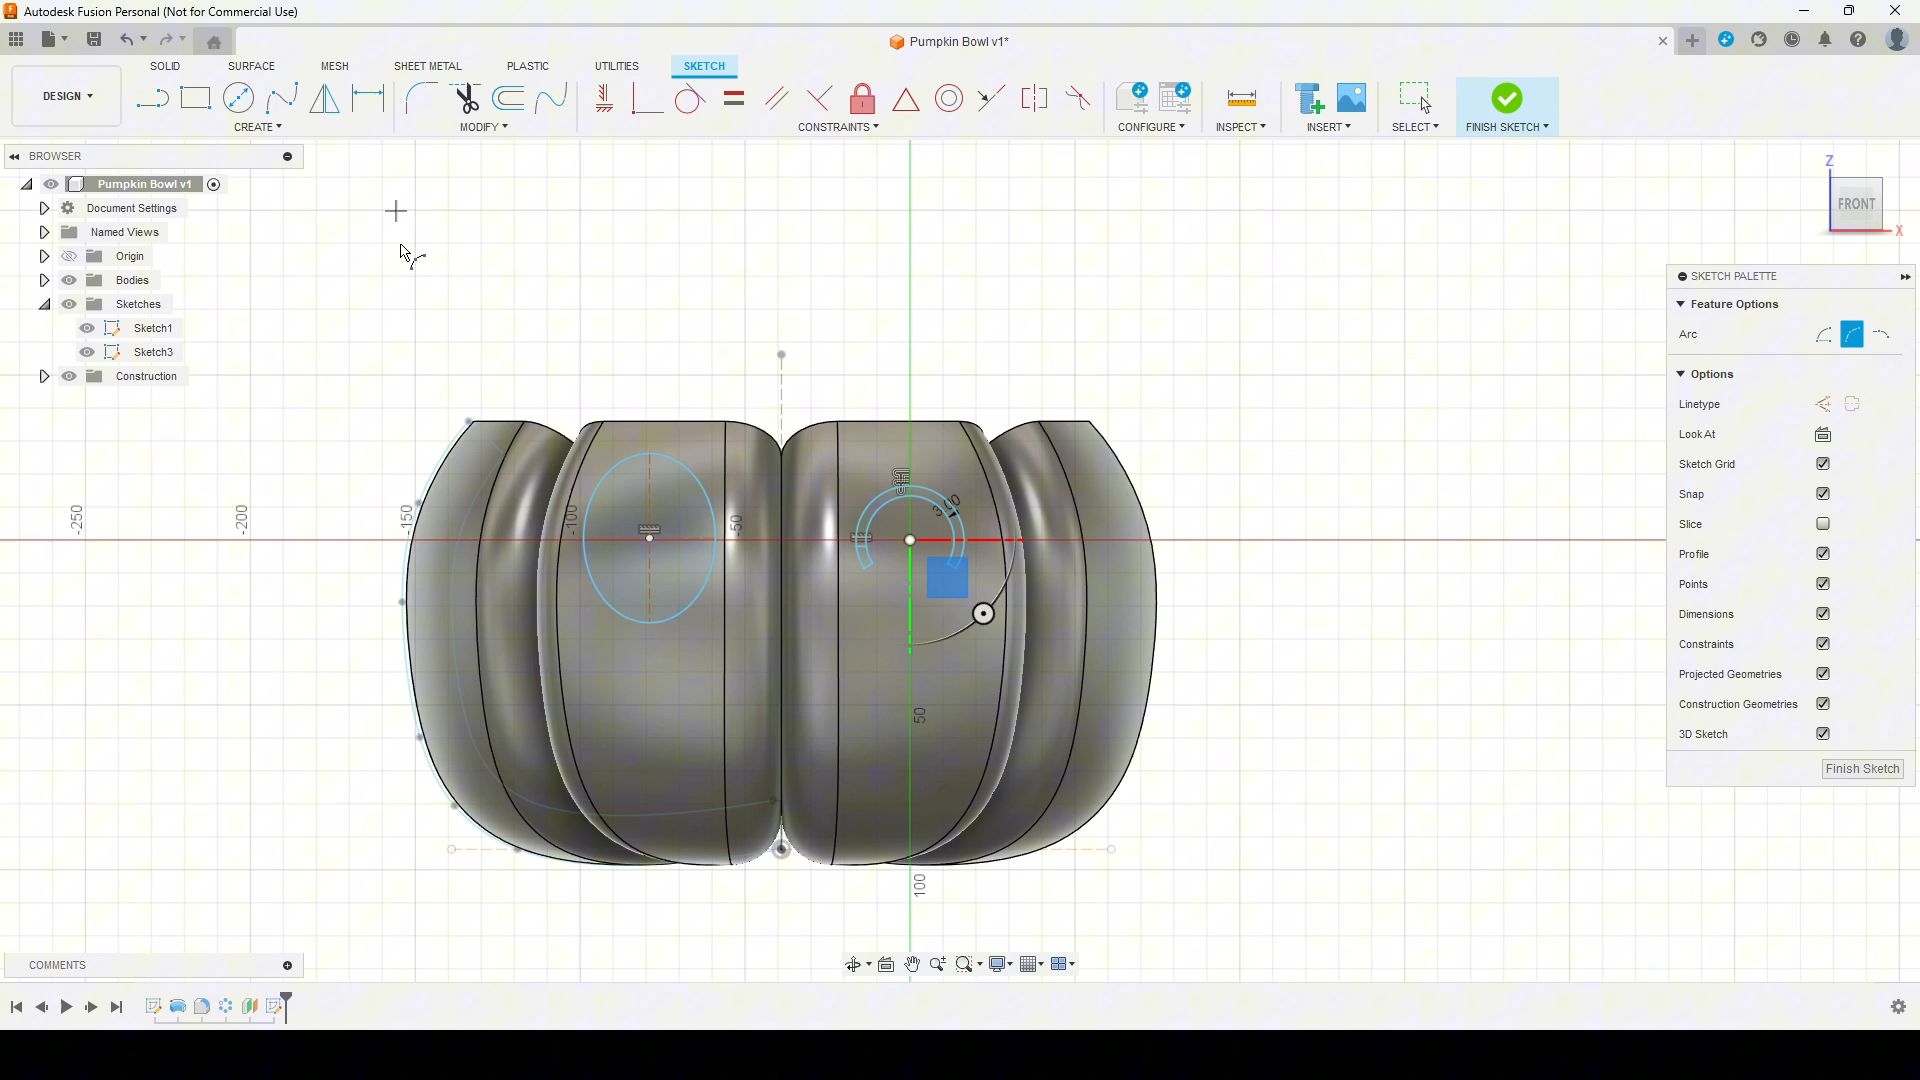 Autodesk Fusion Personal (Not for Commercial Use)
Pumpkin Bowl v1*
SOLID SURFACE MESH SHEET METAL PLASTIC UTILITIES SKETCH
DESIGN
CREATE MODIFY CONSTRAINTS CONFIGURE INSPECT INSERT SELECT FINISH SKETCH
BROWSER
Pumpkin Bowl v1
Document Settings
Named Views
Origin
Bodies
Sketches
Sketch1
Sketch3
Construction
Z
FRONT
X
SKETCH PALETTE
Feature Options
Arc
Options
Linetype
Look At
Sketch Grid
Snap
Slice
Profile
Points
Dimensions
Constraints
Projected Geometries
Construction Geometries
3D Sketch
Finish Sketch
-250
-200
-150
-100
-50
50
100
COMMENTS